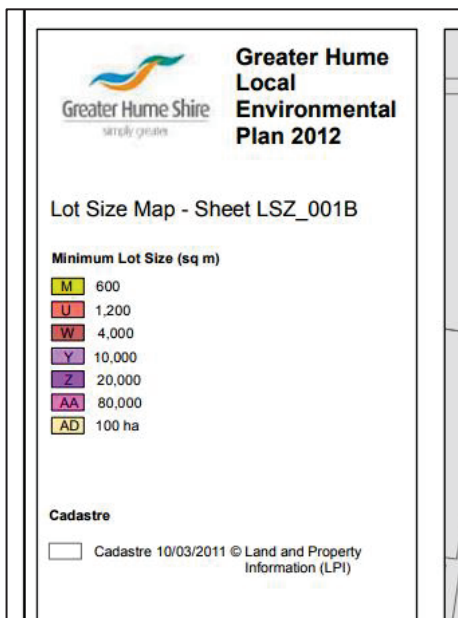 Greater Hume Shire
simply greater
Greater Hume
Local
Environmental
Plan 2012
Lot Size Map - Sheet LSZ_001B
Minimum Lot Size (sq m)
M 600
U 1,200
W 4,000
Y 10,000
Z 20,000
AA 80,000
AD 100 ha
Cadastre
Cadastre 10/03/2011 © Land and Property
Information (LPI)